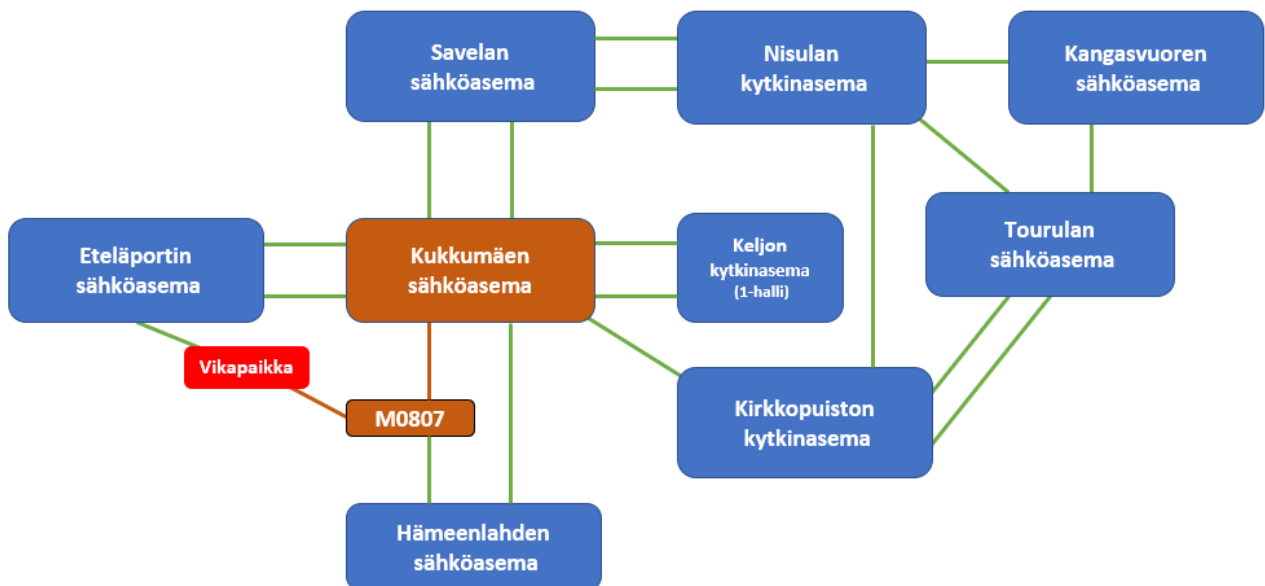 Savelan
sähköasema
Nisulan
kytkinasema
Kangasvuoren
sähköasema
Eteläportin
sähköasema
Kukkumäen
sähköasema
Keljon
kytkinasema
(1-halli)
Tourulan
sähköasema
Vikapaikka
M0807
Kirkkopuiston
kytkinasema
Hämeenlahden
sähköasema